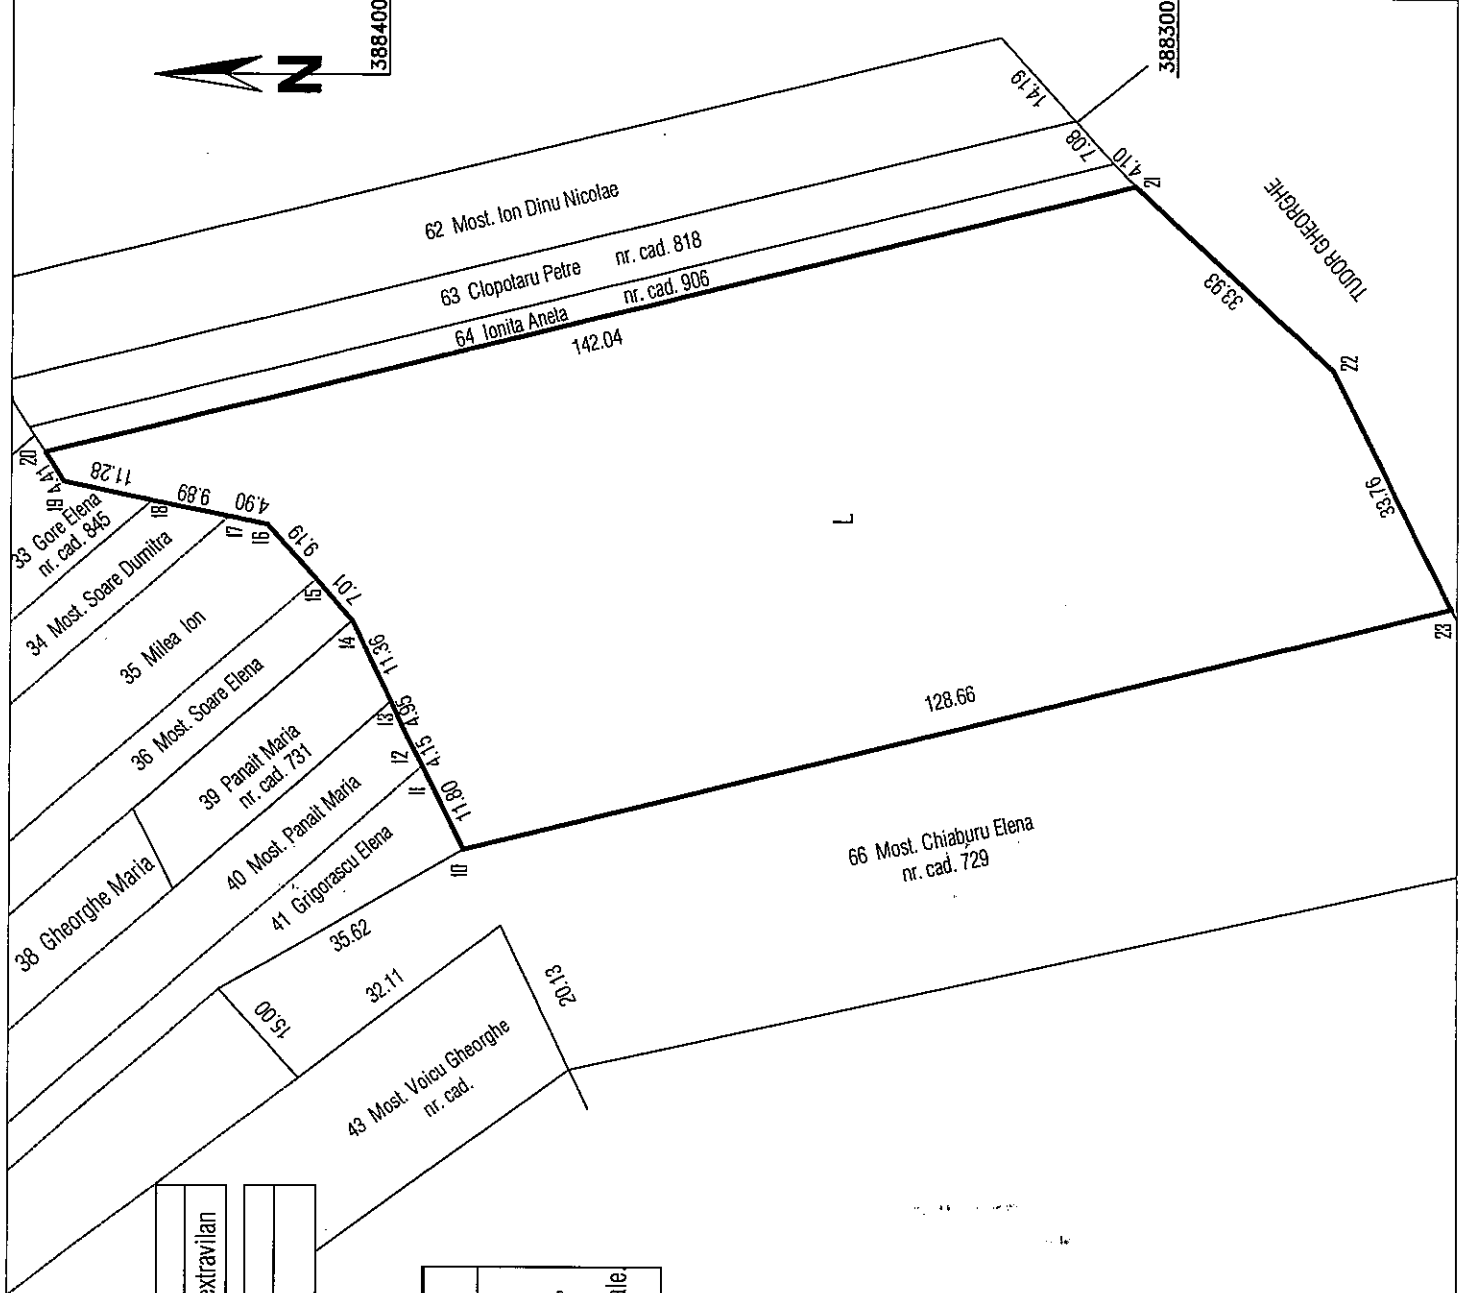 388400
388300
N
14.19
7.08
4.10
21
TUDOR GHEORGHE
62 Most. Ion Dinu Nicolae
63 Clopotaru Petre nr. cad. 818
64 Ionita Aneta nr. cad. 906
142.04
33.93
22
20
4.41
19
11.28
33 Gore Elena
nr. cad. 845
18
9.89
17
4.90
16
34 Most. Soare Dumitra
9.19
15
7.01
35 Milea Ion
14
11.36
36 Most. Soare Elena
13
4.95
39 Panait Maria
nr. cad. 731
12
4.15
40 Most. Panait Maria
11
11.80
38 Gheorghe Maria
41 Grigorascu Elena
10
L
33.76
23
128.66
66 Most. Chiaburu Elena
nr. cad. 729
35.62
32.11
15.00
20.13
43 Most. Voicu Gheorghe
nr. cad.
extravilan
ale.